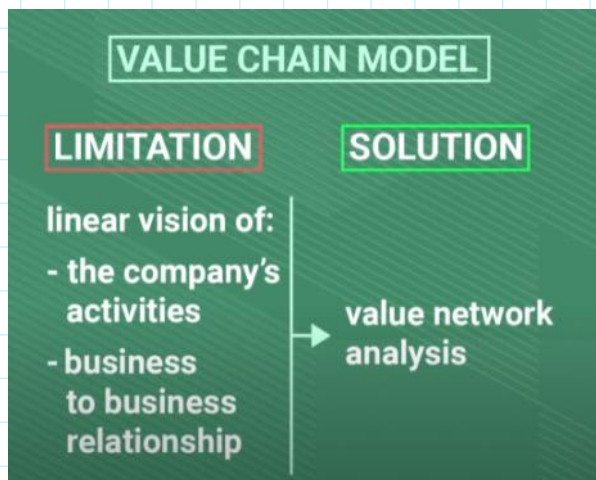 VALUE CHAIN MODEL
LIMITATION
linear vision of:
- the company's
activities
- business
to business
relationship
SOLUTION
value network
analysis